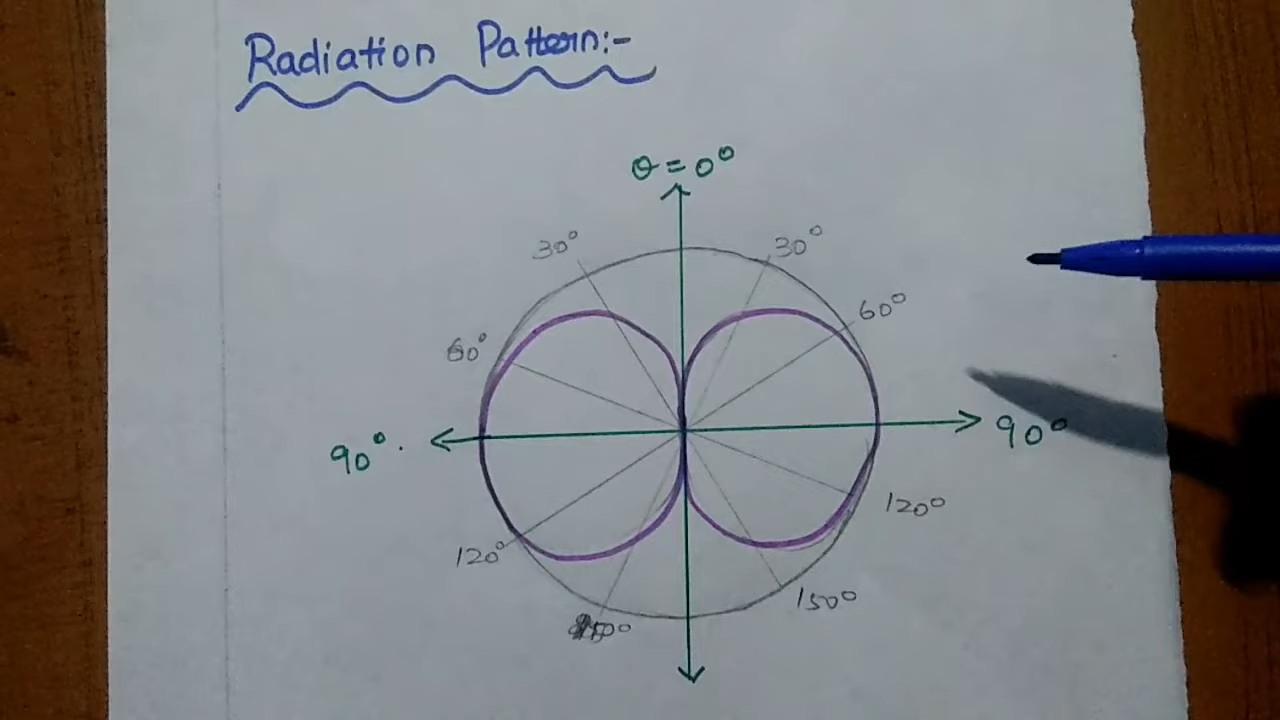 Radiation Pattern:-
θ = 0°
30° 30°
60° 60°
90° 90°
120° 120°
150°